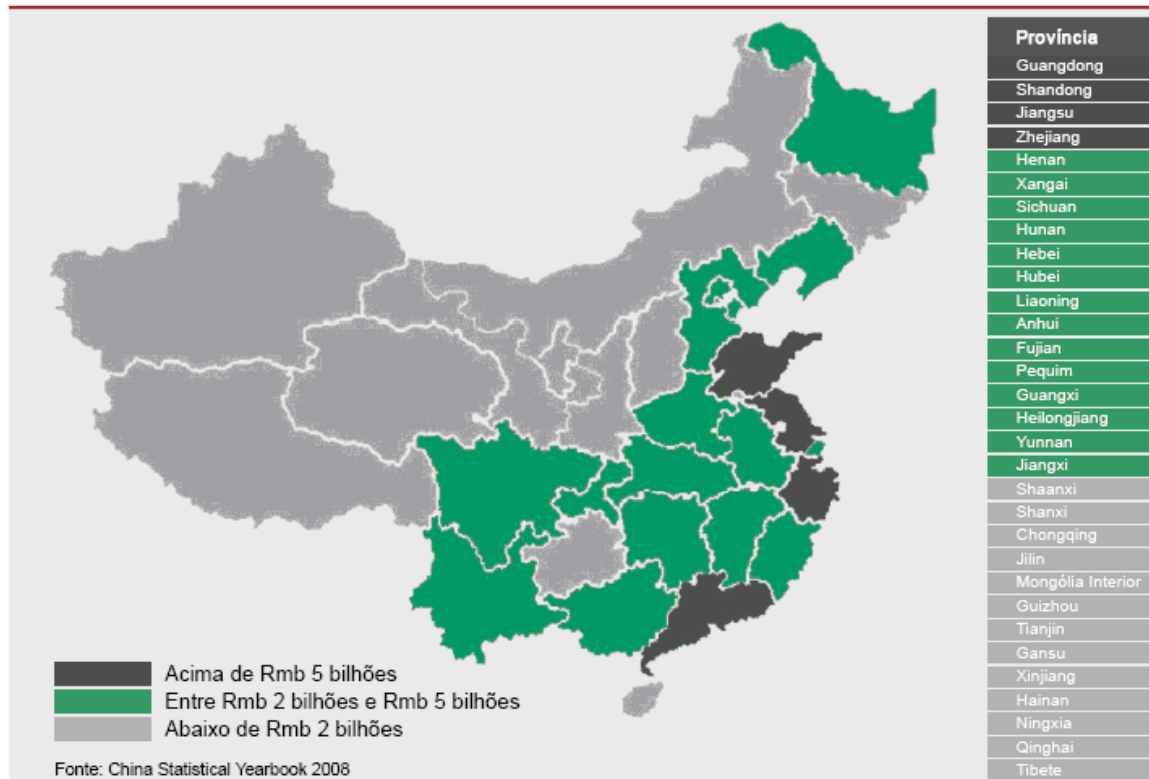 Província
Guangdong
Shandong
Jiangsu
Zhejiang
Henan
Xangai
Sichuan
Hunan
Hebei
Hubei
Liaoning
Anhui
Fujian
Pequim
Guangxi
Heilongjiang
Yunnan
Jiangxi
Shaanxi
Shanxi
Chongqing
Jilin
Mongólia Interior
Guizhou
Tianjin
Gansu
Xinjiang
Hainan
Ningxia
Qinghai
Tibete
Acima de Rmb 5 bilhões
Entre Rmb 2 bilhões e Rmb 5 bilhões
Abaixo de Rmb 2 bilhões
Fonte: China Statistical Yearbook 2008